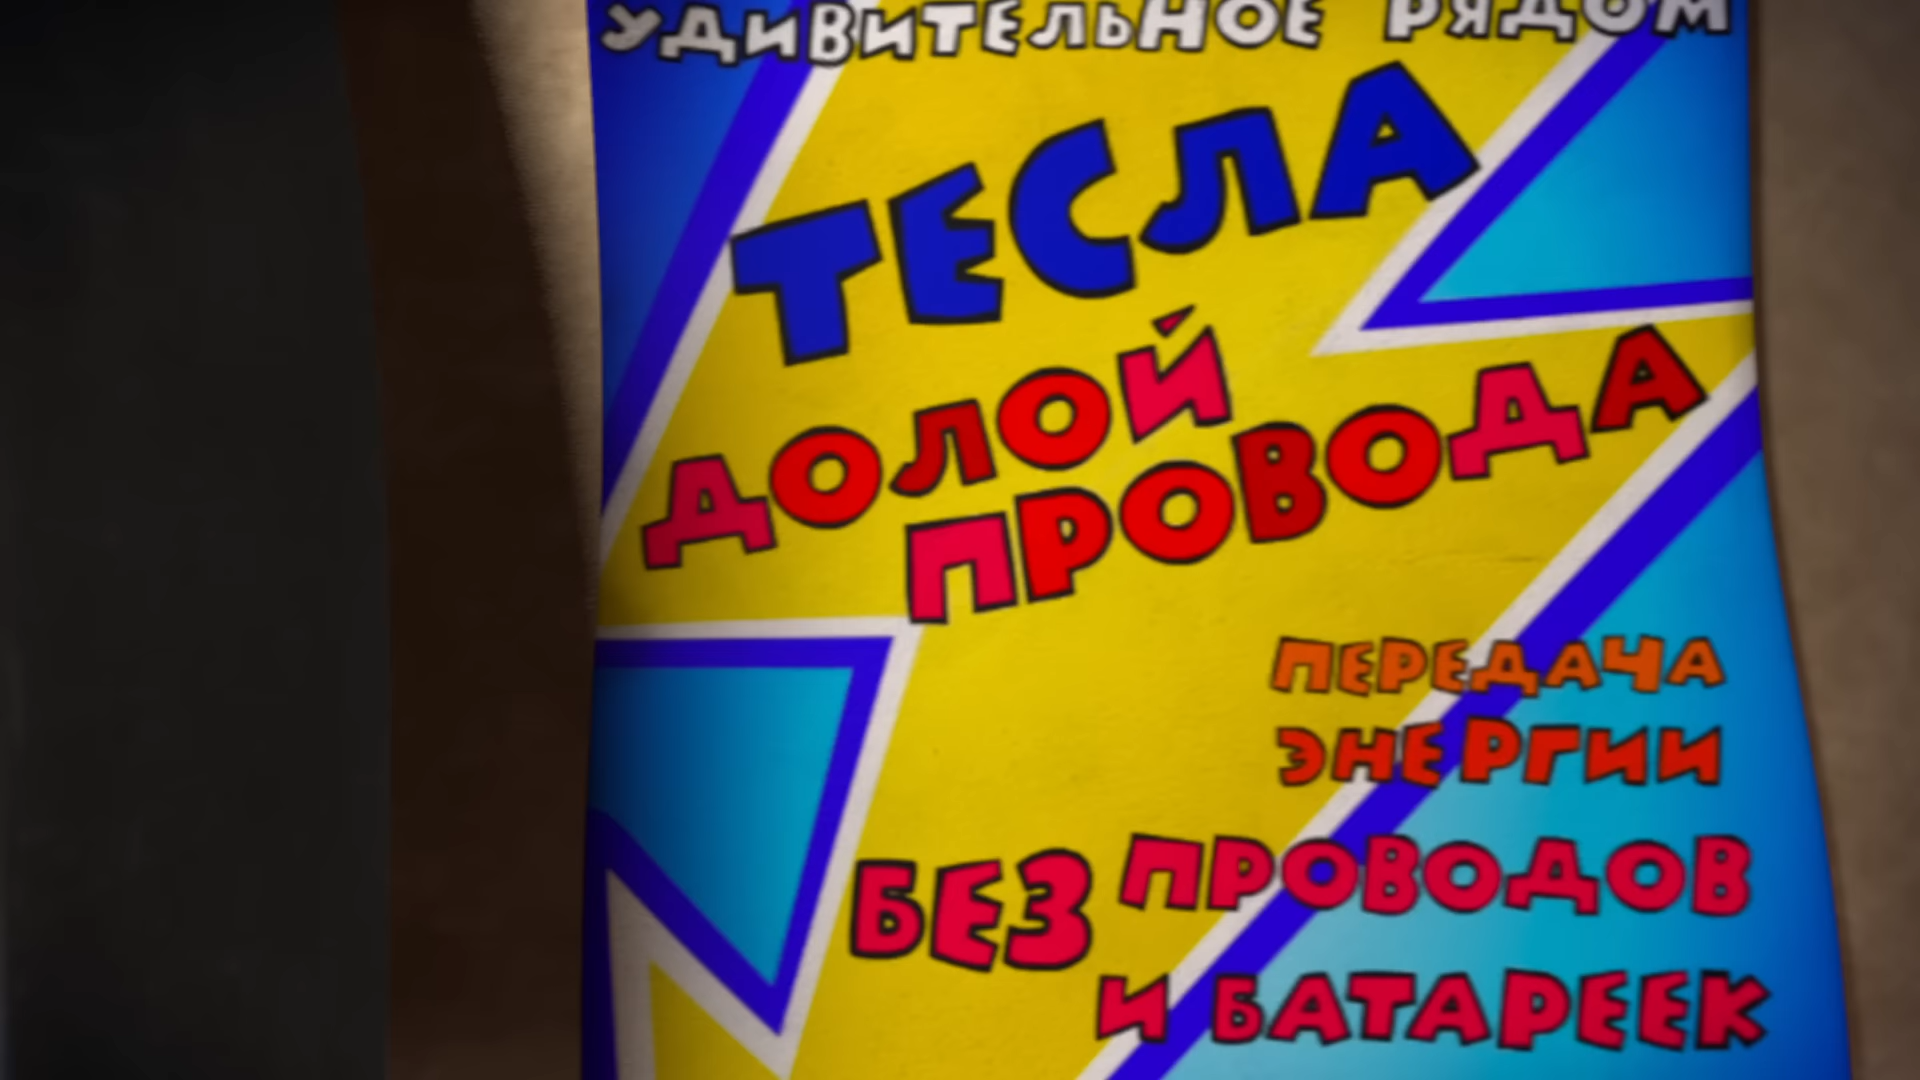 УДИВИТЕЛЬНОЕ РЯДОМ
ТЕСЛА
ДОЛОЙ
ПРОВОДА
ПЕРЕДАЧА
ЭНЕРГИИ
БЕЗ ПРОВОДОВ
И БАТАРЕЕК